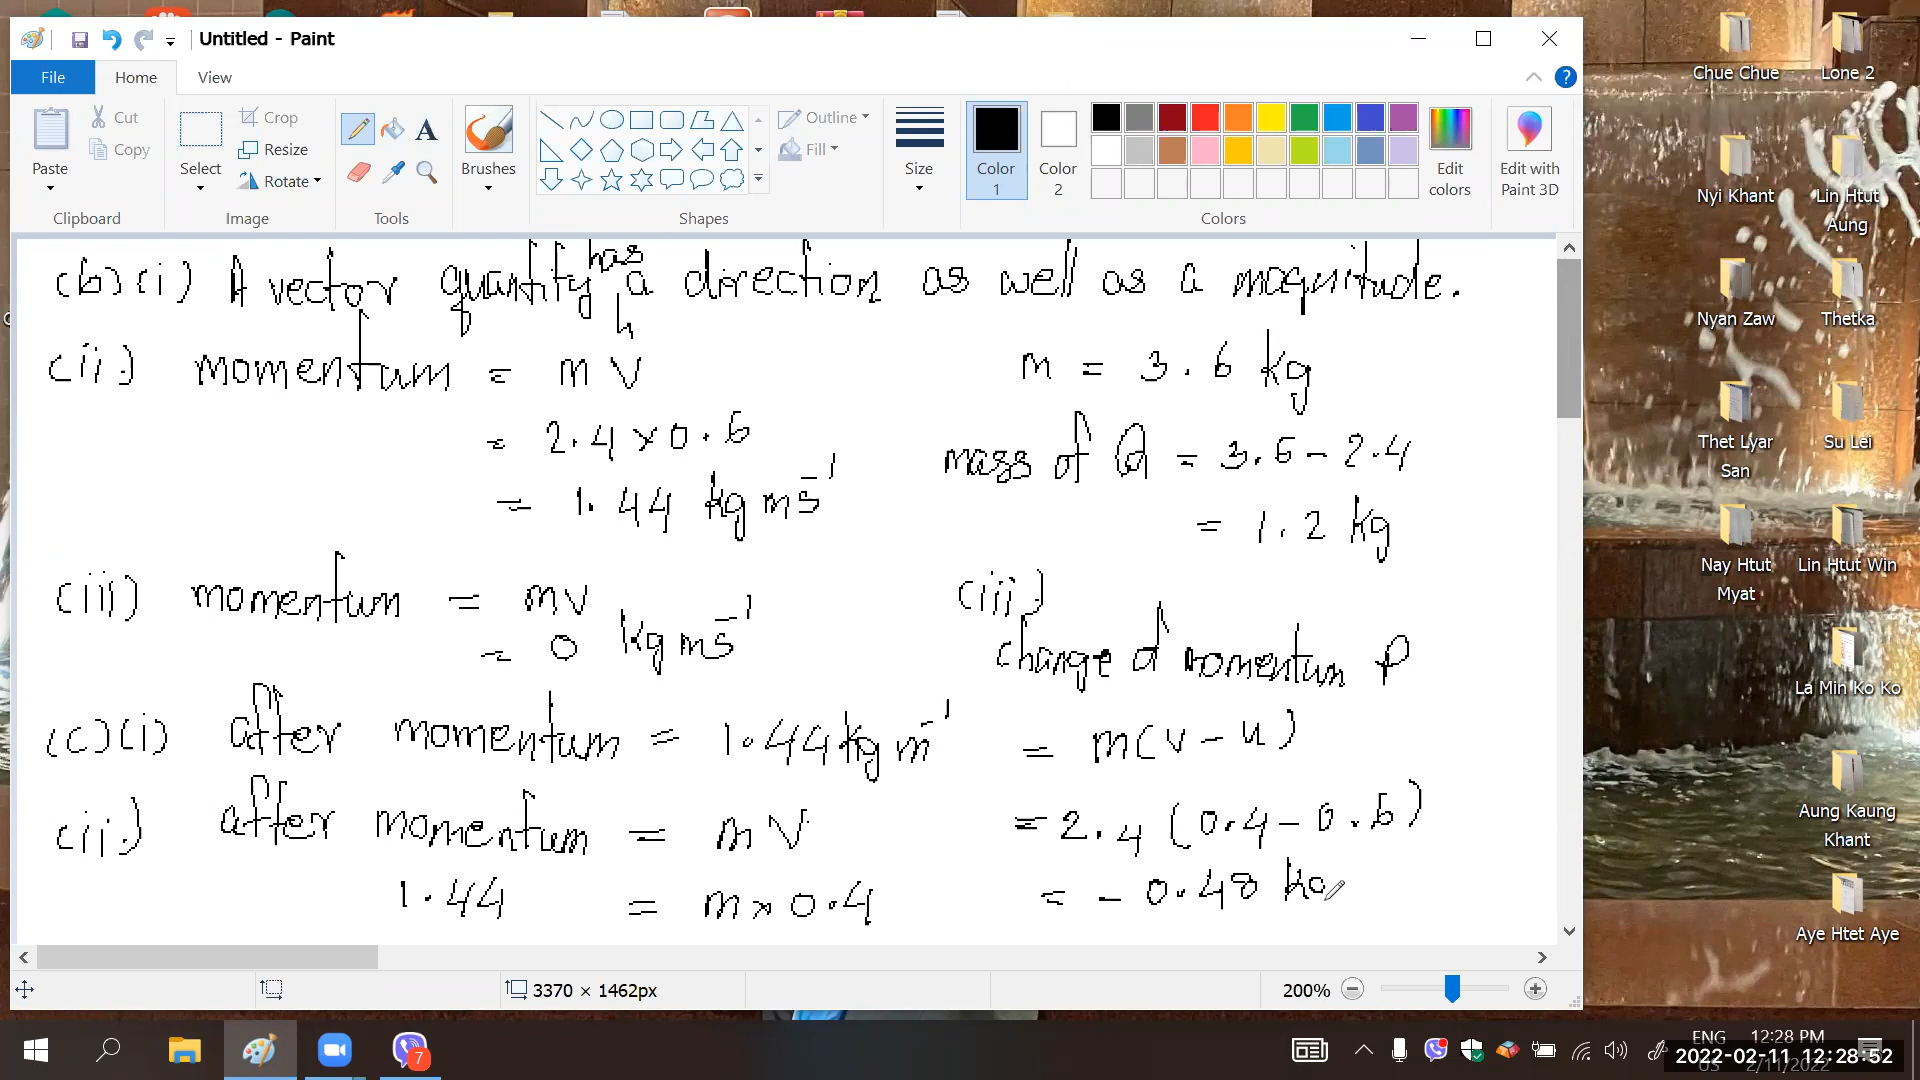 Untitled - Paint
File Home View
Paste Cut Copy Clipboard
Select Crop Resize Rotate Image
Tools
Brushes
Shapes
Outline Fill
Size
Color 1 Color 2
Edit colors
Edit with Paint 3D
Colors
(b)(i) A vector quantity has a direction as well as a magnitude.
h
(ii) momentum = m v
= 2.4 × 0.6
= 1.44 kg ms⁻¹
m = 3.6 kg
mass of Q = 3.6 - 2.4
= 1.2 kg
(iii) momentum = mv
= 0 kg ms⁻¹
(c)(i) after momentum = 1.44 kg m⁻¹
(ii) after momentum = m v
1.44 = m × 0.4
(iii)
change of momentum P
= m(v - u)
= 2.4 (0.4 - 0.6)
= - 0.48 kg
3370 × 1462px
200%
Chue Chue
Lone 2
Nyi Khant
Lin Htut Aung
Nyan Zaw
Thetka
Thet Lyar San
Su Lei
Nay Htut Myat
Lin Htut Win
La Min Ko Ko
Aung Kaung Khant
Aye Htet Aye
7
ENG
12:28 PM
2022-02-11 12:28:52